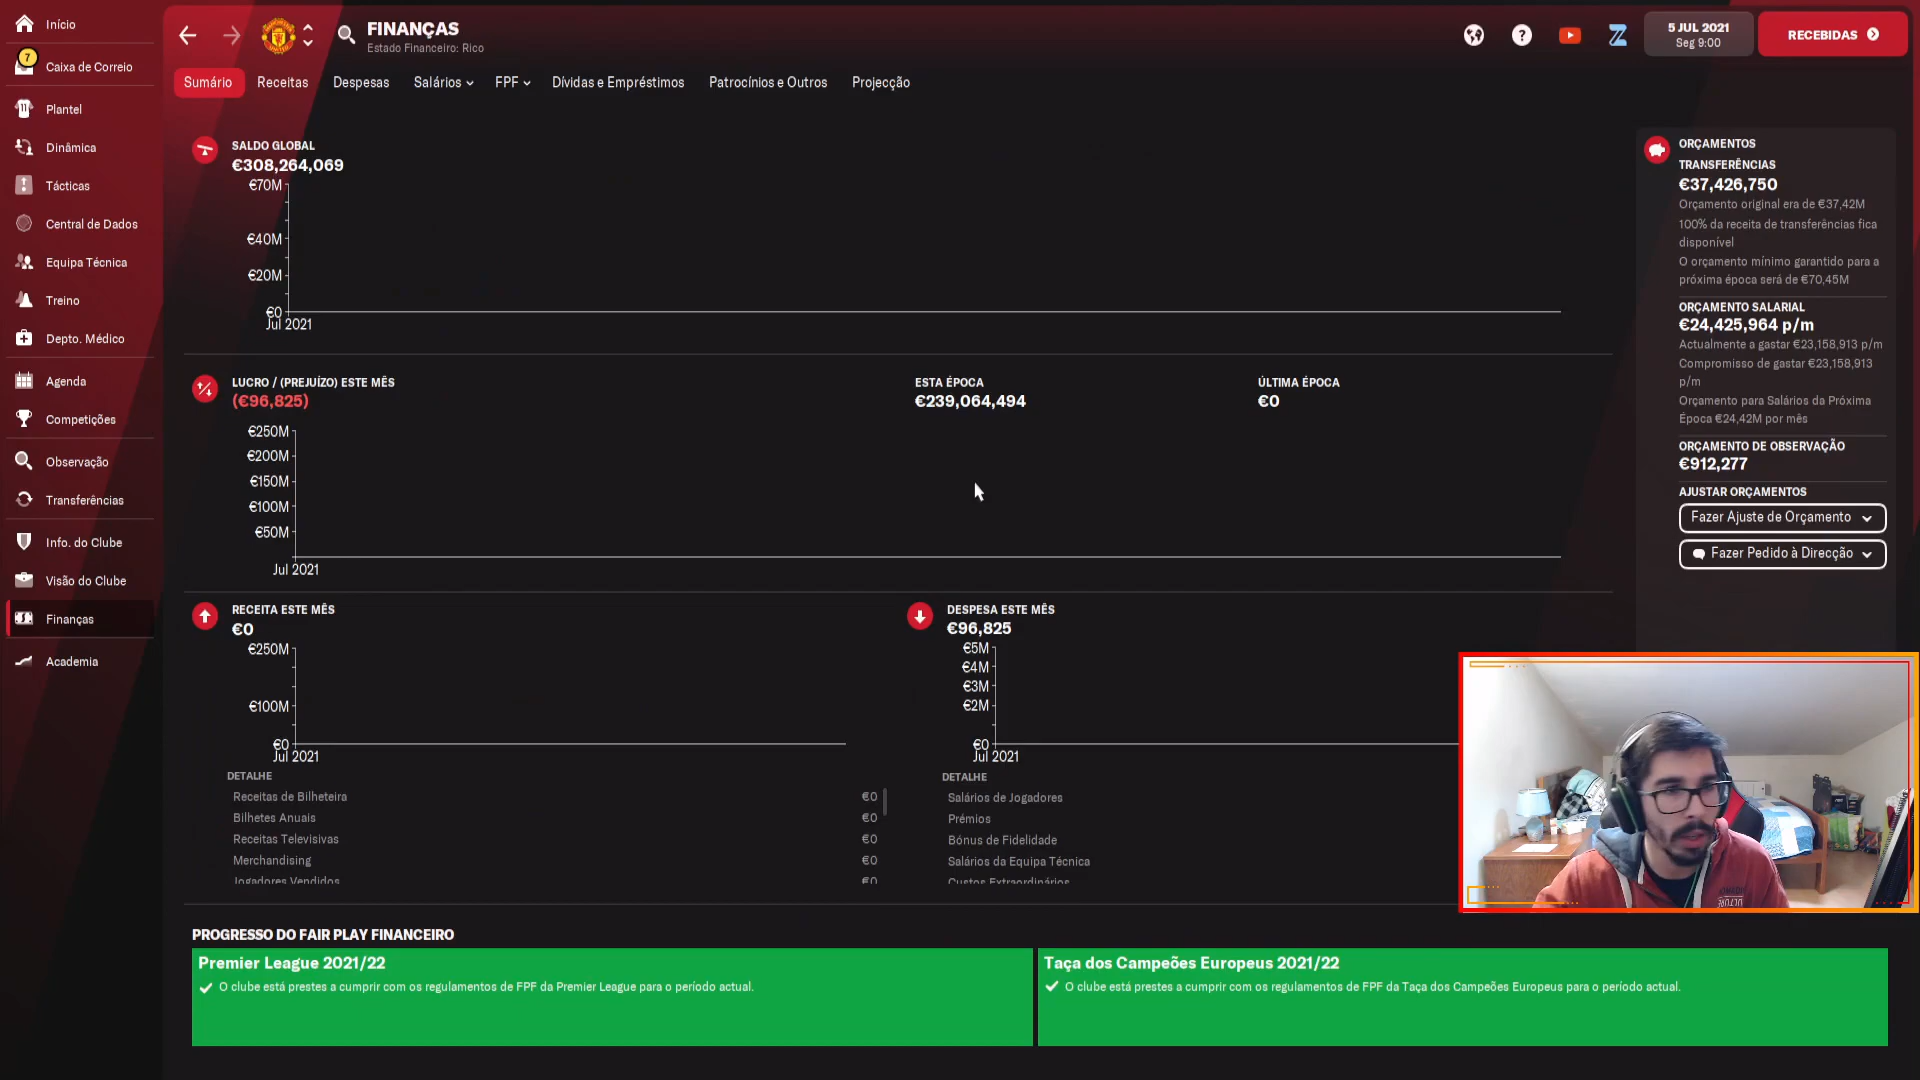 Início
7
Caixa de Correio
Plantel
Dinâmica
Tácticas
Central de Dados
Equipa Técnica
Treino
Depto. Médico
Agenda
Competições
Observação
Transferências
Info. do Clube
Visão do Clube
Finanças
Academia
FINANÇAS
Estado Financeiro: Rico
5 JUL 2021
Seg 9:00
RECEBIDAS
Sumário
Receitas
Despesas
Salários
FPF
Dívidas e Empréstimos
Patrocínios e Outros
Projecção
SALDO GLOBAL
€308,264,069
€70M
€40M
€20M
€0
Jul 2021
LUCRO / (PREJUÍZO) ESTE MÊS
(€96,825)
ESTA ÉPOCA
€239,064,494
ÚLTIMA ÉPOCA
€0
€250M
€200M
€150M
€100M
€50M
Jul 2021
RECEITA ESTE MÊS
€0
€250M
€100M
€0
Jul 2021
DETALHE
Receitas de Bilheteira €0
Bilhetes Anuais €0
Receitas Televisivas €0
Merchandising €0
Jogadores Vendidos €0
DESPESA ESTE MÊS
€96,825
€5M
€4M
€3M
€2M
€0
Jul 2021
DETALHE
Salários de Jogadores
Prémios
Bónus de Fidelidade
Salários da Equipa Técnica
Custos Extraordinários
ORÇAMENTOS
TRANSFERÊNCIAS
€37,426,750
Orçamento original era de €37,42M
100% da receita de transferências fica
disponível
O orçamento mínimo garantido para a
próxima época será de €70,45M
ORÇAMENTO SALARIAL
€24,425,964 p/m
Actualmente a gastar €23,158,913 p/m
Compromisso de gastar €23,158,913
p/m
Orçamento para Salários da Próxima
Época €24,42M por mês
ORÇAMENTO DE OBSERVAÇÃO
€912,277
AJUSTAR ORÇAMENTOS
Fazer Ajuste de Orçamento
Fazer Pedido à Direcção
PROGRESSO DO FAIR PLAY FINANCEIRO
Premier League 2021/22
O clube está prestes a cumprir com os regulamentos de FPF da Premier League para o período actual.
Taça dos Campeões Europeus 2021/22
O clube está prestes a cumprir com os regulamentos de FPF da Taça dos Campeões Europeus para o período actual.